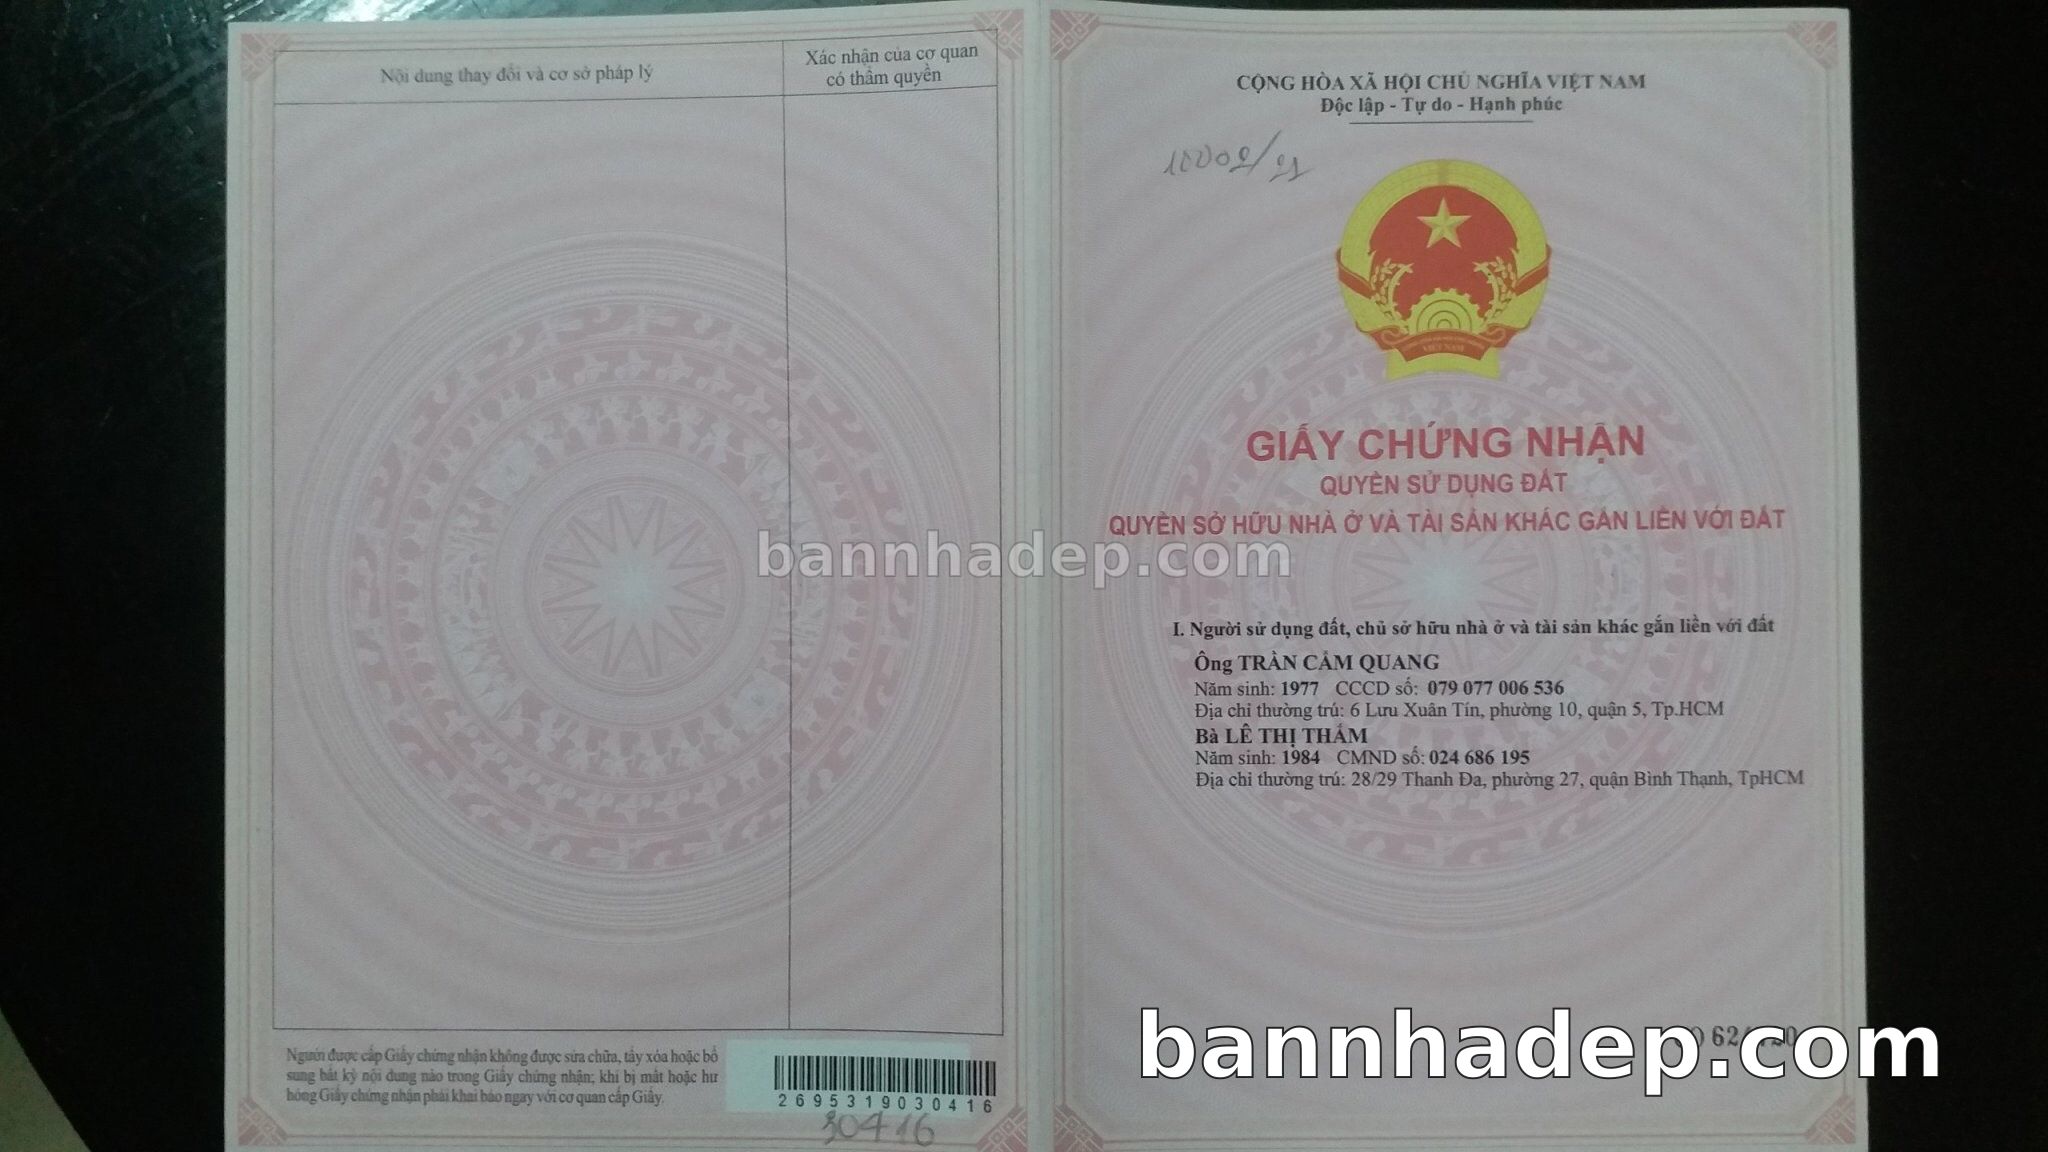 Nội dung thay đổi và cơ sở pháp lý
Xác nhận của cơ quan
có thẩm quyền
Người được cấp Giấy chứng nhận không được sửa chữa, tẩy xóa hoặc bổ
sung bất kỳ nội dung nào trong Giấy chứng nhận; khi bị mất hoặc hư
hỏng Giấy chứng nhận phải khai báo ngay với cơ quan cấp Giấy.
2695319030416
30416
CỘNG HÒA XÃ HỘI CHỦ NGHĨA VIỆT NAM
Độc lập - Tự do - Hạnh phúc
VIỆT NAM
GIẤY CHỨNG NHẬN
QUYỀN SỬ DỤNG ĐẤT
QUYỀN SỞ HỮU NHÀ Ở VÀ TÀI SẢN KHÁC GẮN LIỀN VỚI ĐẤT
bannhadep.com
I. Người sử dụng đất, chủ sở hữu nhà ở và tài sản khác gắn liền với đất
Ông TRẦN CẨM QUANG
Năm sinh: 1977 CCCD số: 079 077 006 536
Địa chỉ thường trú: 6 Lưu Xuân Tín, phường 10, quận 5, Tp.HCM
Bà LÊ THỊ THẮM
Năm sinh: 1984 CMND số: 024 686 195
Địa chỉ thường trú: 28/29 Thanh Đa, phường 27, quận Bình Thạnh, TpHCM
bannhadep.com